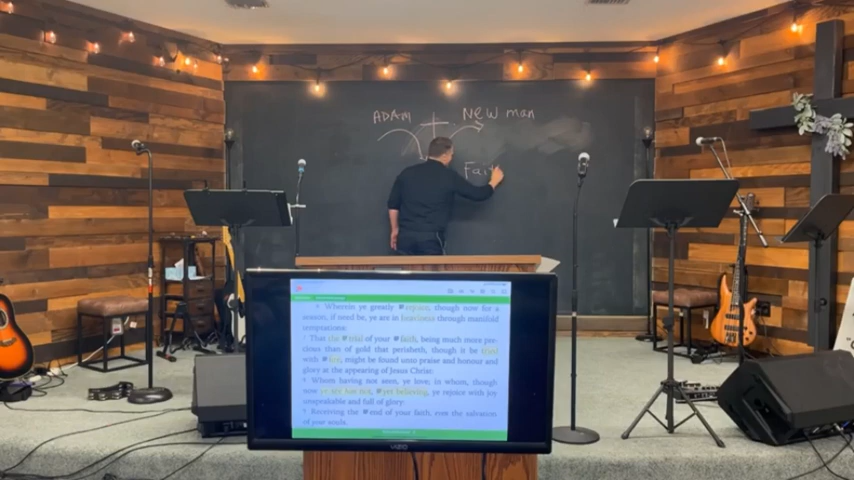 ADAM
NEW man
Fait
6 Wherein ye greatly rejoice, though now for a
season, if need be, ye are in heaviness through manifold
temptations:
7 That the trial of your faith, being much more pre-
cious than of gold that perisheth, though it be tried
with fire, might be found unto praise and honour and
glory at the appearing of Jesus Christ.
8 Whom having not seen, ye love; in whom, though
now ye see him not, yet believing, ye rejoice with joy
unspeakable and full of glory:
9 Receiving the end of your faith, even the salvation
of your souls.
VIZIO